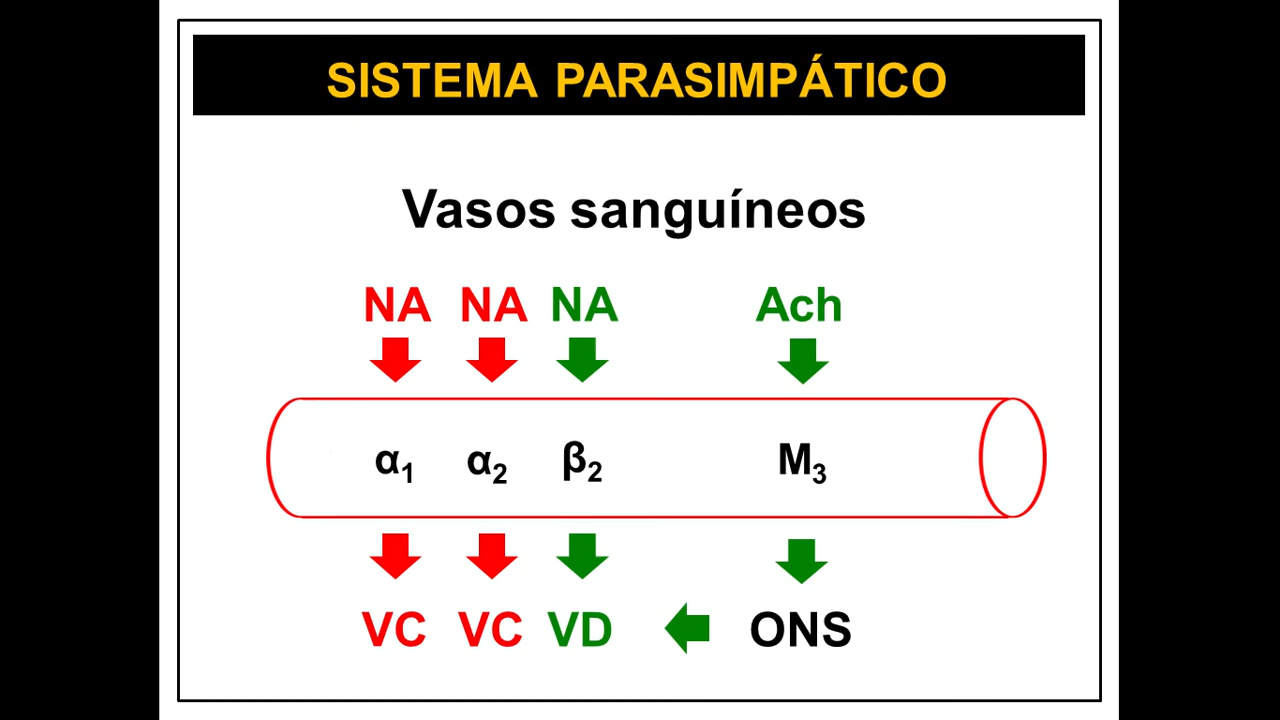 SISTEMA PARASIMPÁTICO
Vasos sanguíneos
NA NA NA Ach
α₁ α₂ β₂ M₃
VC VC VD ONS